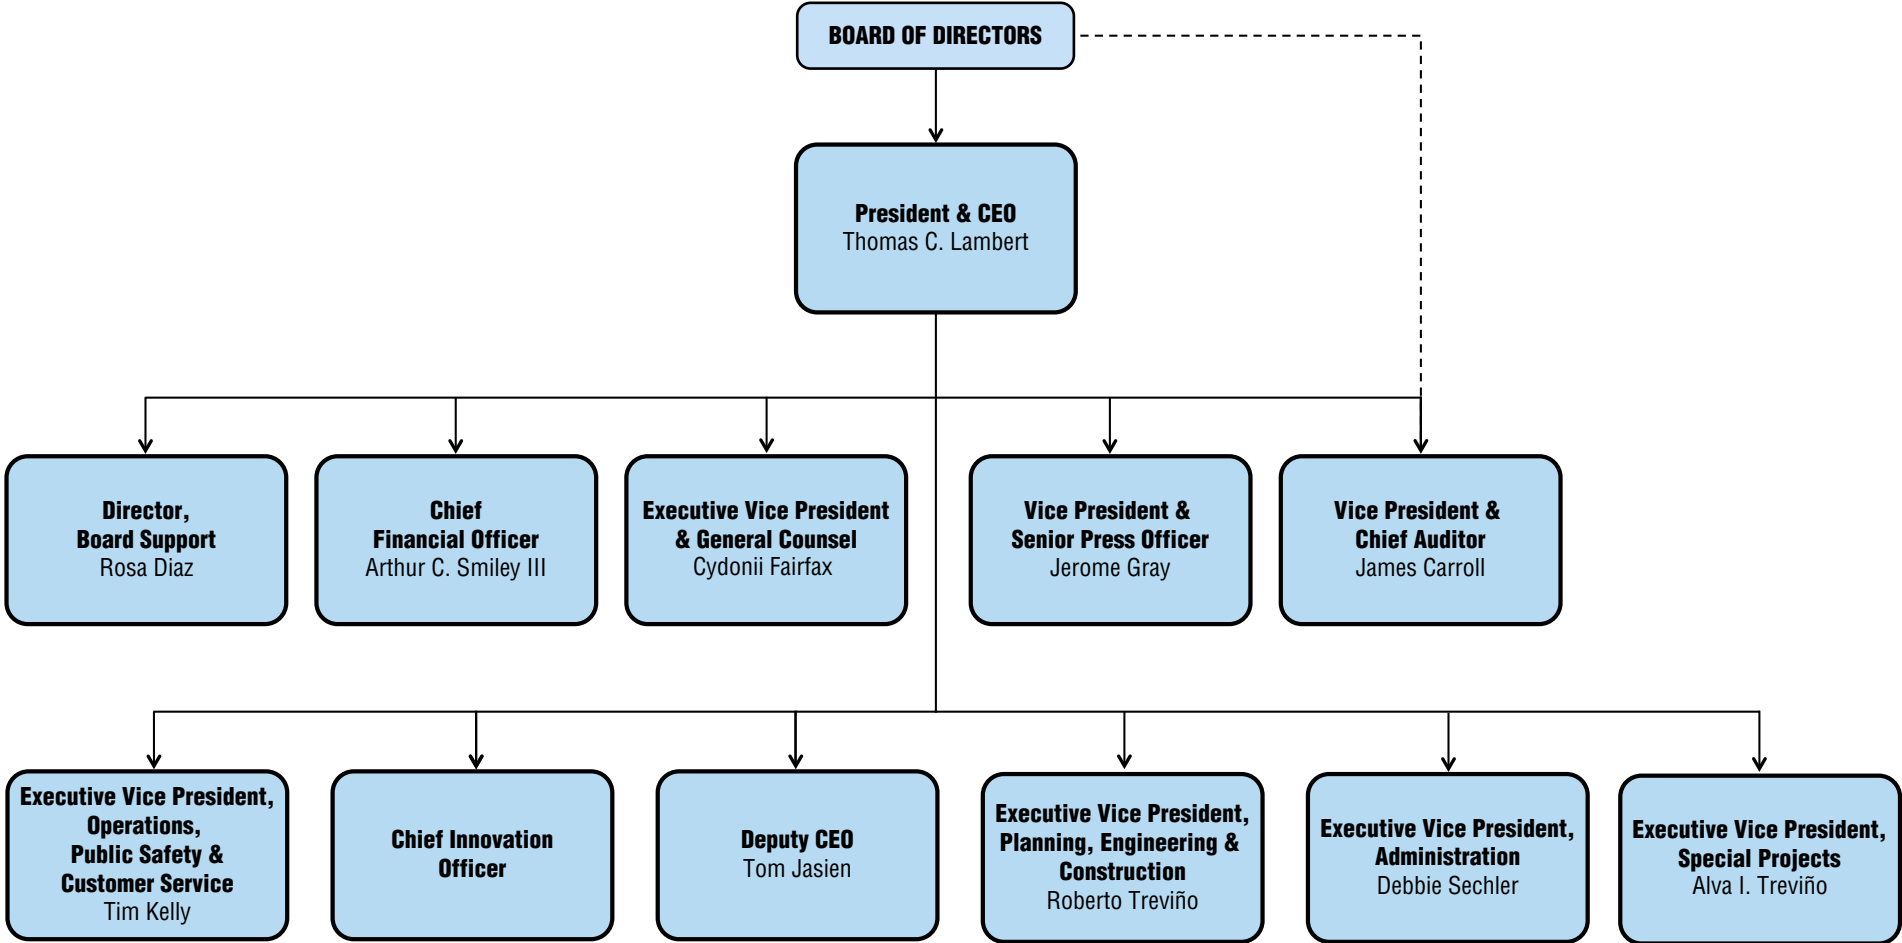 BOARD OF DIRECTORS
President & CEO
Thomas C. Lambert
Director,
Board Support
Rosa Diaz
Chief
Financial Officer
Arthur C. Smiley III
Executive Vice President
& General Counsel
Cydonii Fairfax
Vice President &
Senior Press Officer
Jerome Gray
Vice President &
Chief Auditor
James Carroll
Executive Vice President,
Operations,
Public Safety &
Customer Service
Tim Kelly
Chief Innovation
Officer
Deputy CEO
Tom Jasien
Executive Vice President,
Planning, Engineering &
Construction
Roberto Treviño
Executive Vice President,
Administration
Debbie Sechler
Executive Vice President,
Special Projects
Alva I. Treviño